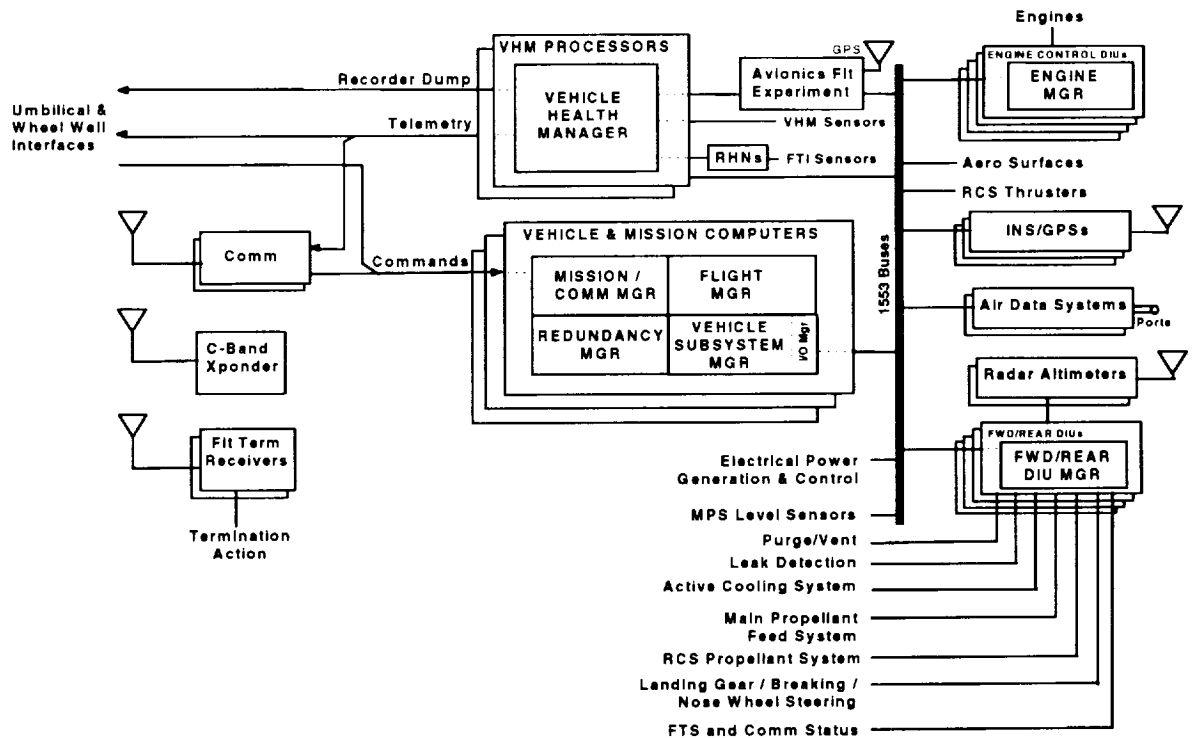 Engines
VHM PROCESSORS
GPS
ENGINE CONTROL DIUs
Recorder Dump
Avionics Flt
Experiment
ENGINE
MGR
VEHICLE
HEALTH
MANAGER
Umbilical &
Wheel Well
Interfaces
Telemetry
VHM Sensors
RHNs
FTI Sensors
Aero Surfaces
RCS Thrusters
VEHICLE & MISSION COMPUTERS
INS/GPSs
Comm
Commands
MISSION /
COMM MGR
FLIGHT
MGR
1553 Buses
REDUNDANCY
MGR
VEHICLE
SUBSYSTEM
MGR
I/O Mgr
Air Data Systems
Ports
C-Band
Xponder
Radar Altimeters
Flt Term
Receivers
FWD/REAR DIUs
FWD/REAR
DIU MGR
Electrical Power
Generation & Control
MPS Level Sensors
Termination
Action
Purge/Vent
Leak Detection
Active Cooling System
Main Propellant
Feed System
RCS Propellant System
Landing Gear / Breaking /
Nose Wheel Steering
FTS and Comm Status